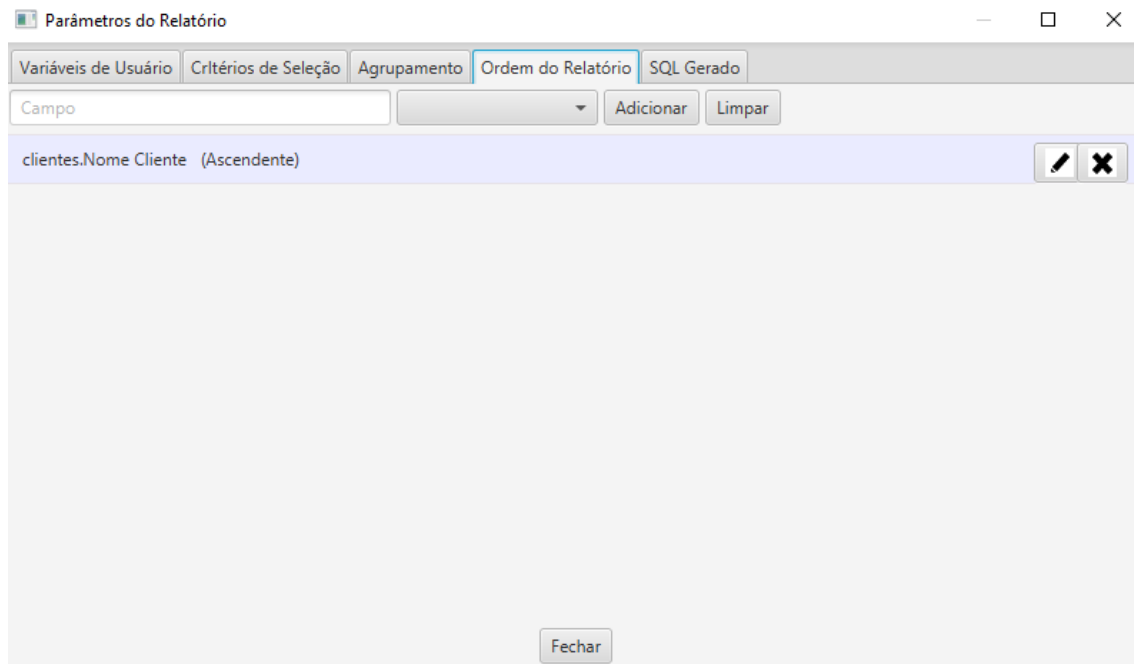 Parâmetros do Relatório
Variáveis de Usuário CrItérios de Seleção Agrupamento Ordem do Relatório SQL Gerado
Campo Adicionar Limpar
clientes.Nome Cliente (Ascendente)
Fechar